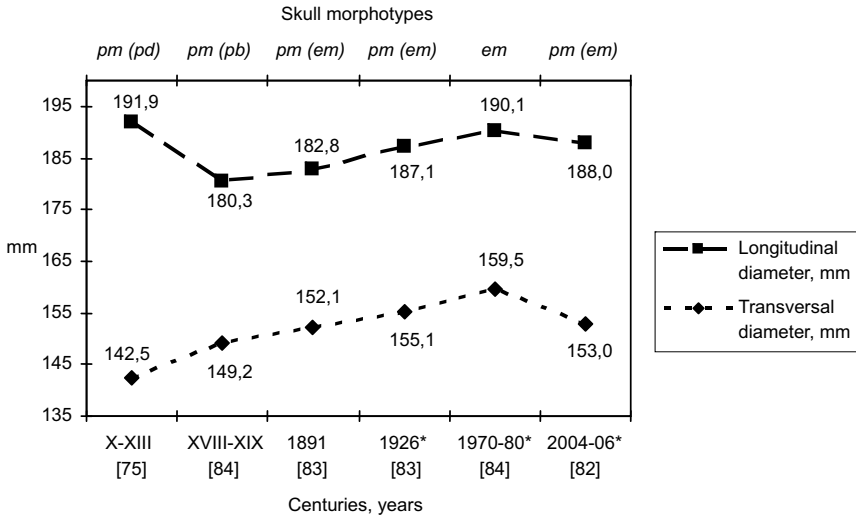 Skull morphotypes
pm (pd) pm (pb) pm (em) pm (em) em pm (em)
195
185
175
mm
165
155
145
135
191,9
180,3
182,8
187,1
190,1
188,0
142,5
149,2
152,1
155,1
159,5
153,0
Longitudinal
diameter, mm
Transversal
diameter, mm
X-XIII XVIII-XIX 1891 1926* 1970-80* 2004-06*
[75] [84] [83] [83] [84] [82]
Centuries, years